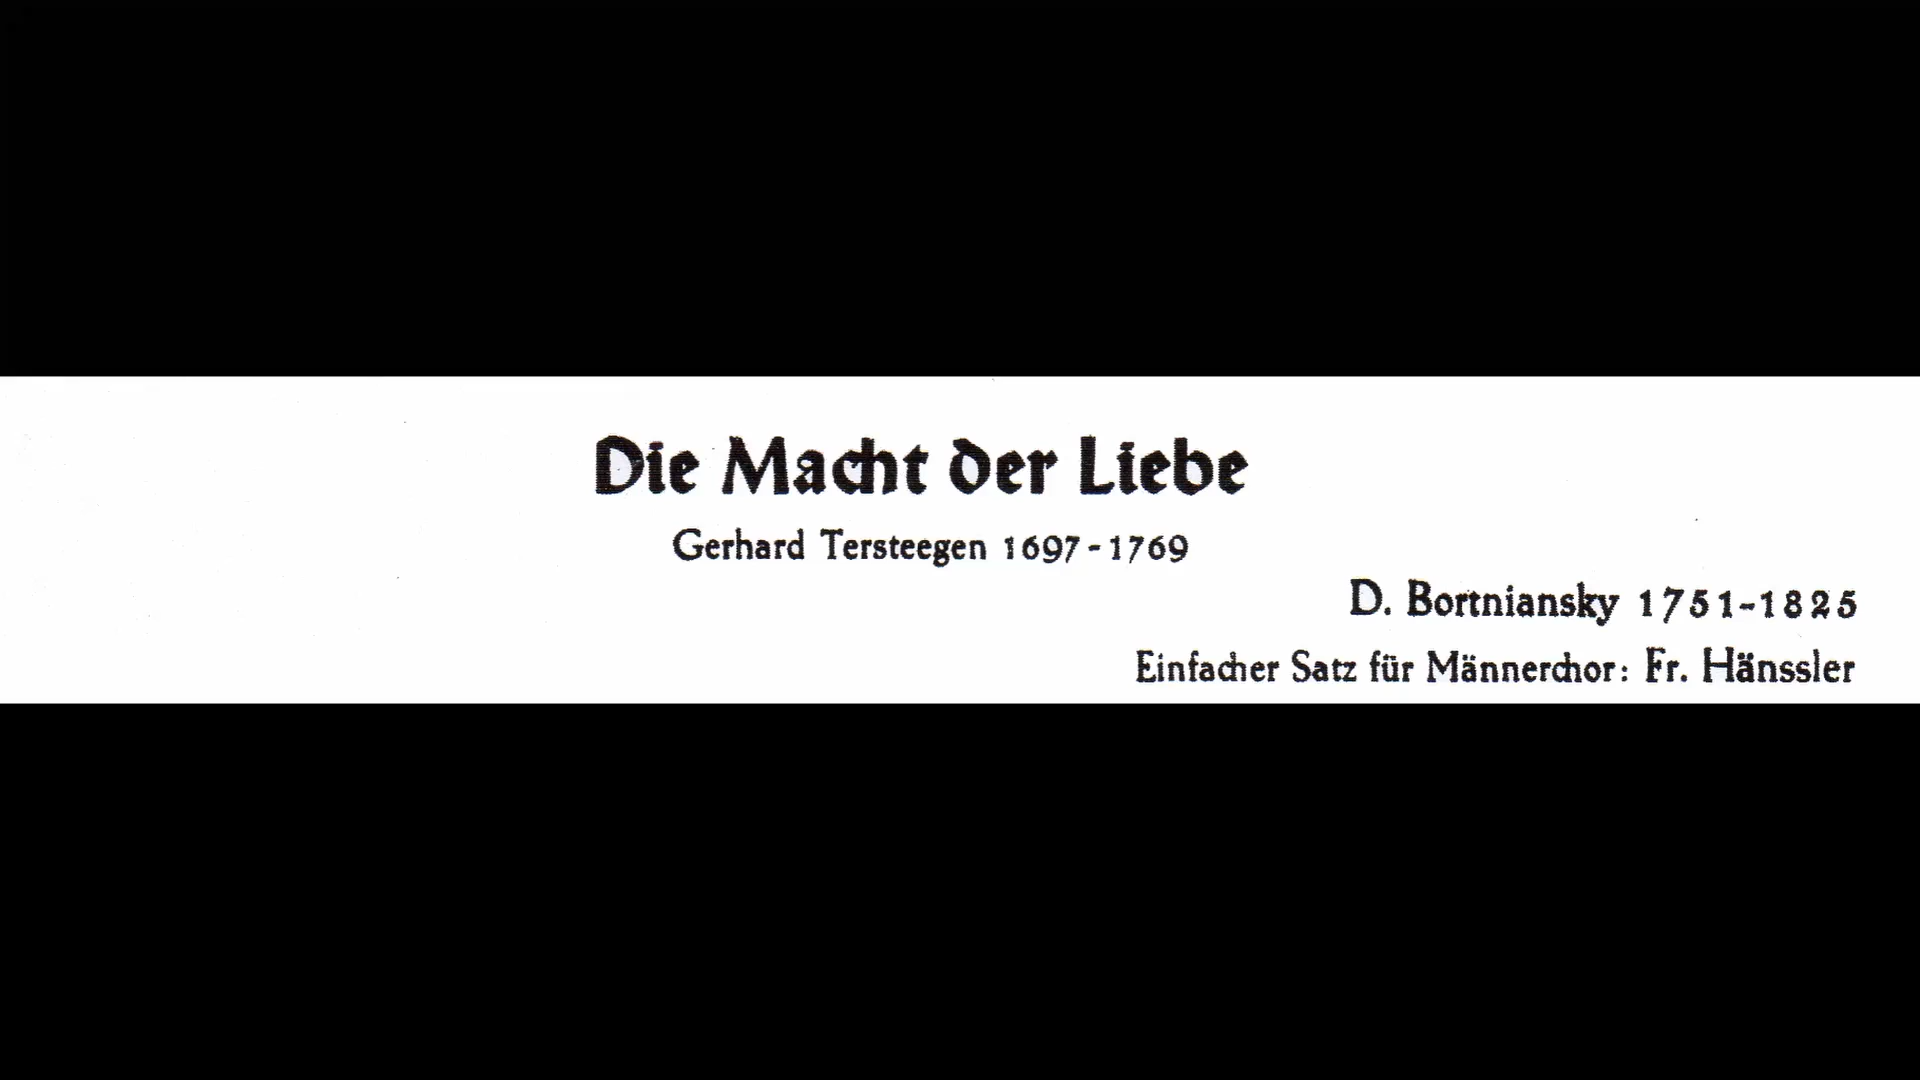 Die Macht der Liebe
Gerhard Tersteegen 1697-1769
D. Bortniansky 1751-1825
Einfacher Satz für Männerchor: Fr. Hänssler